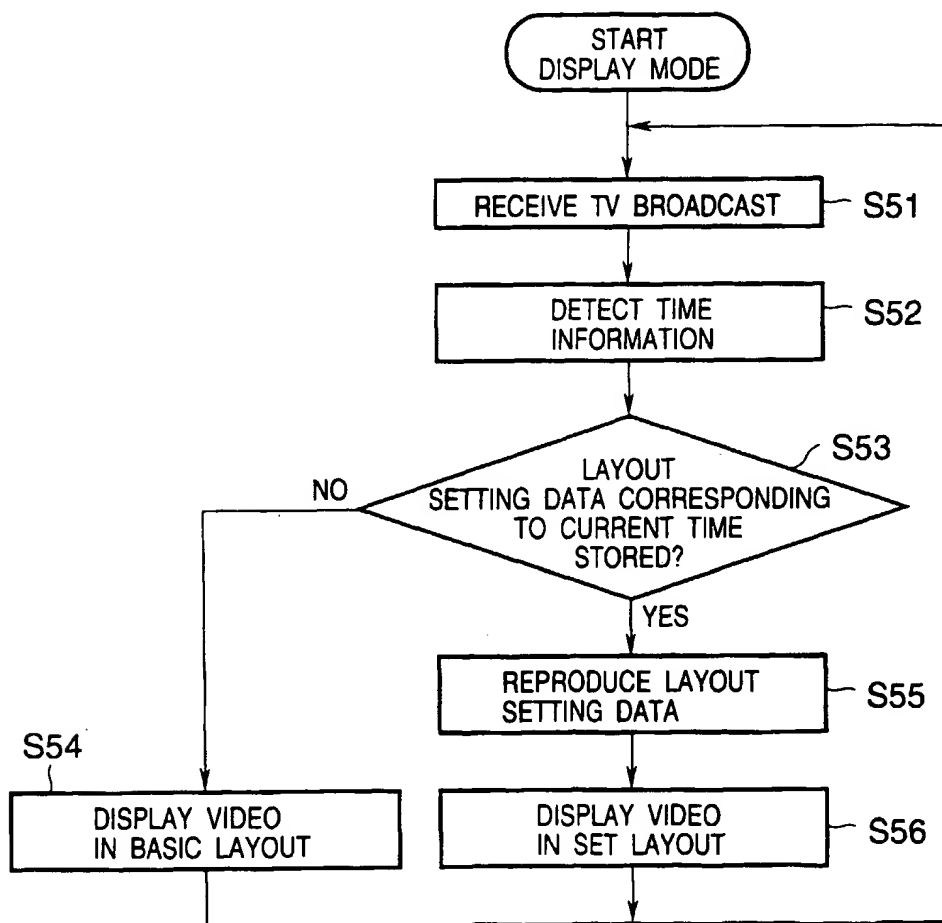 START
DISPLAY MODE
RECEIVE TV BROADCAST
S51
DETECT TIME
INFORMATION
S52
S53
LAYOUT
SETTING DATA CORRESPONDING
TO CURRENT TIME
STORED?
NO
YES
REPRODUCE LAYOUT
SETTING DATA
S55
S54
DISPLAY VIDEO
IN BASIC LAYOUT
DISPLAY VIDEO
IN SET LAYOUT
S56